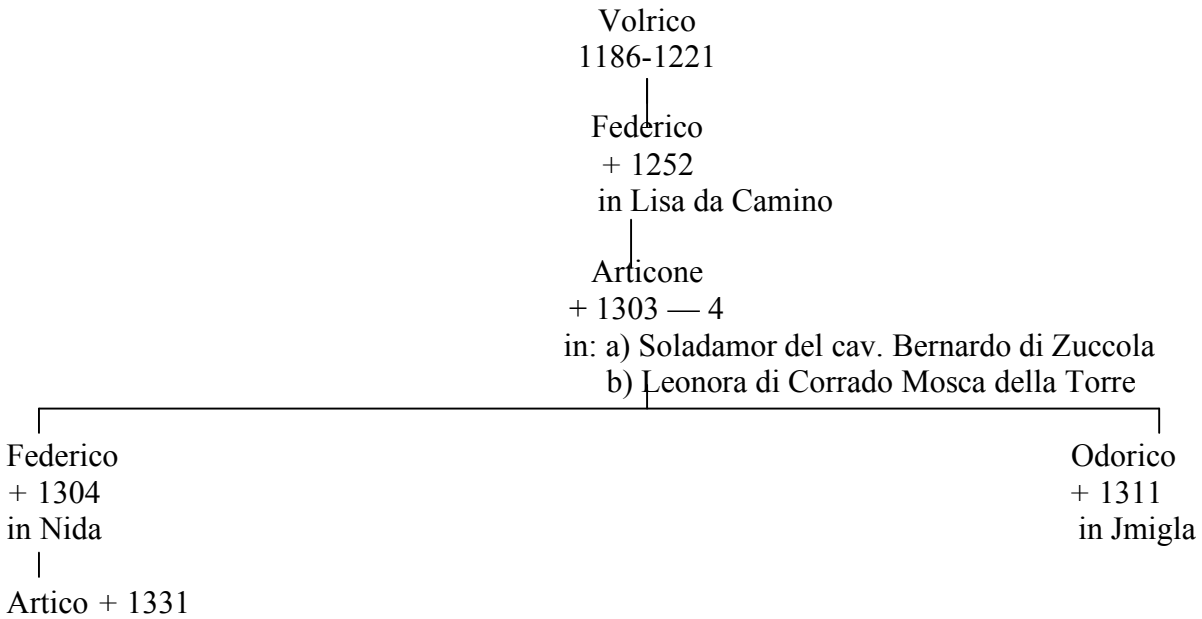 Volrico
1186-1221
Federico
+ 1252
in Lisa da Camino
Articone
+ 1303 — 4
in: a) Soladamor del cav. Bernardo di Zuccola
b) Leonora di Corrado Mosca della Torre
Federico
+ 1304
in Nida
Artico + 1331
Odorico
+ 1311
in Jmigla